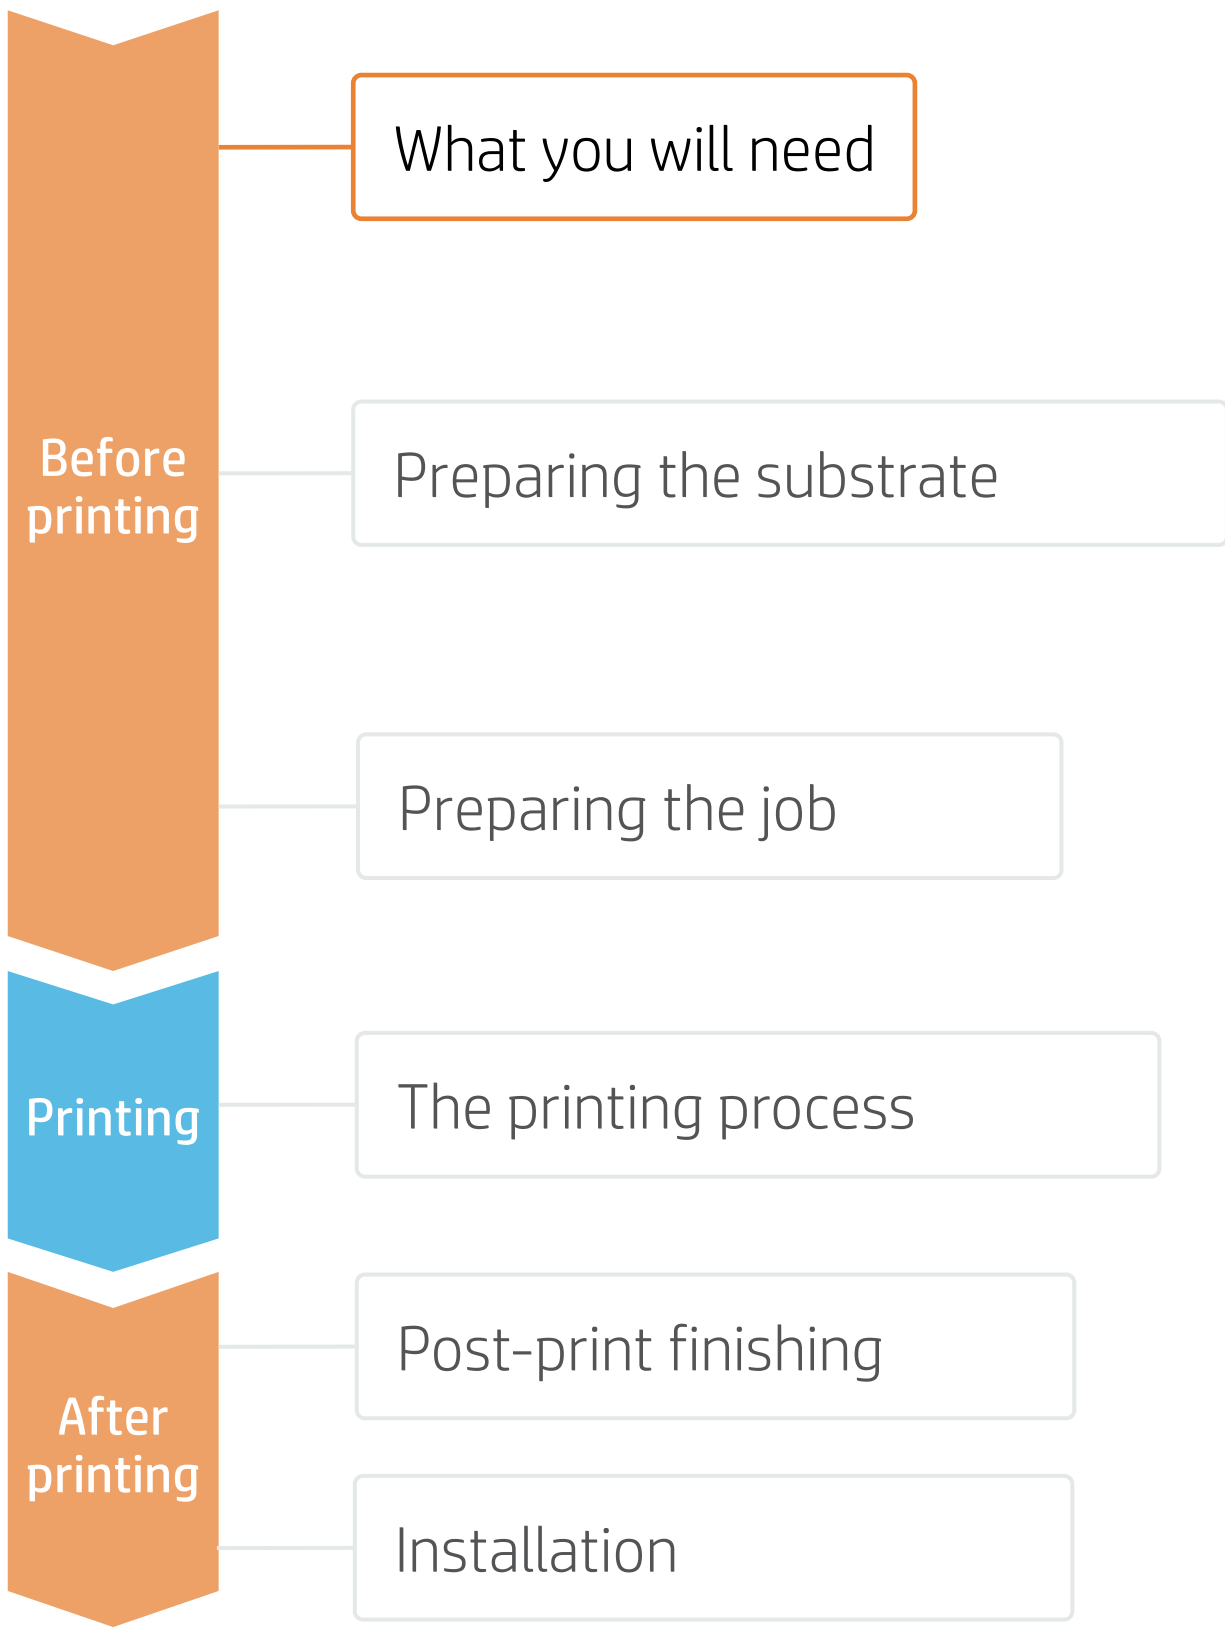 What you will need
Before
printing
Preparing the substrate
Preparing the job
Printing
The printing process
After
printing
Post-print finishing
Installation